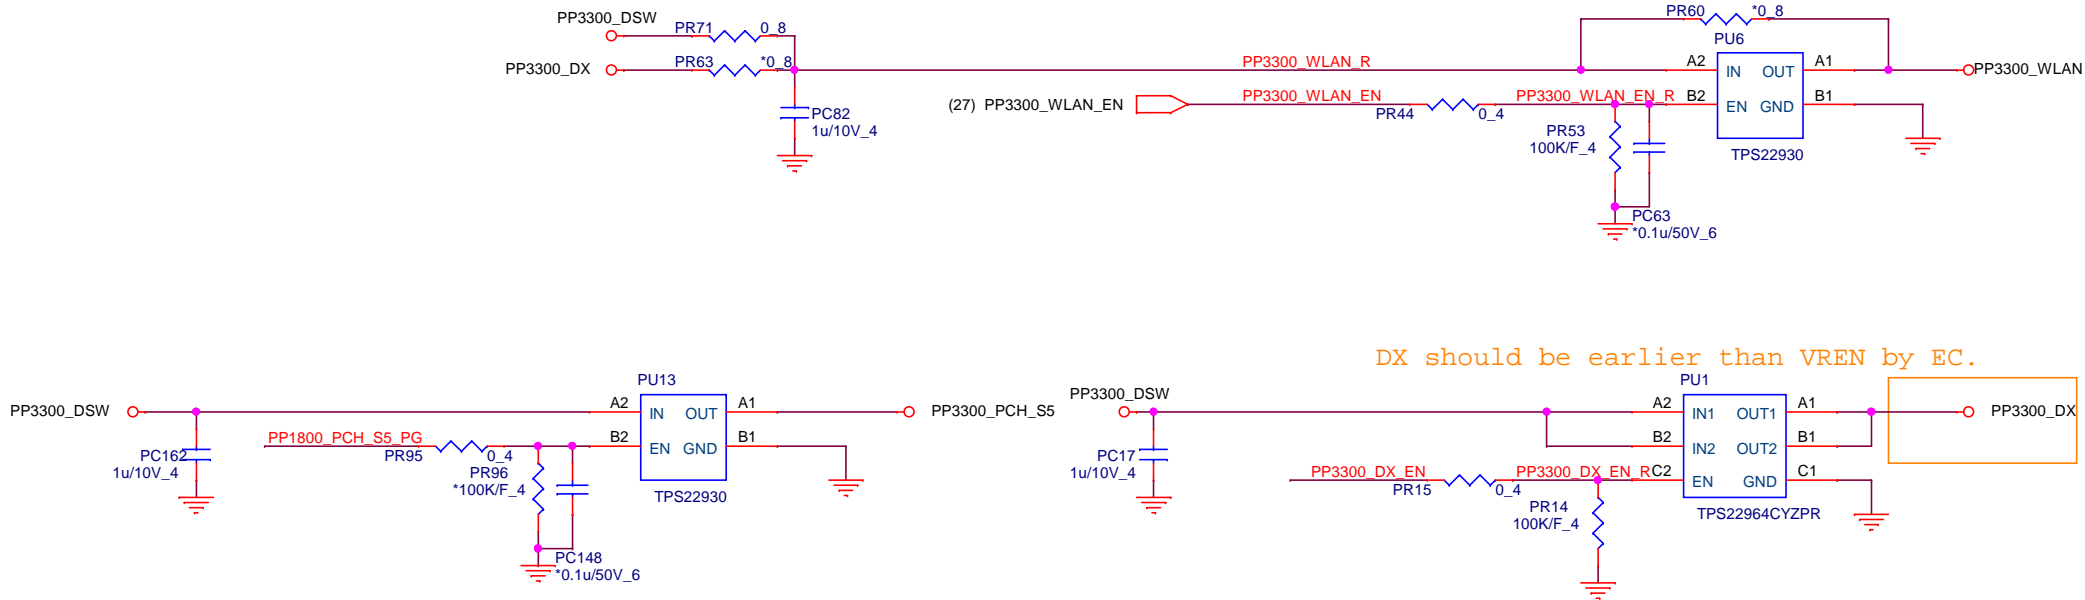 PP3300_DSW
PR71 0_8
PP3300_DX
PR63 *0_8
PC82
1u/10V_4
PP3300_WLAN_R
PR60 *0_8
PU6
A2 IN OUT A1
PP3300_WLAN
(27) PP3300_WLAN_EN
PP3300_WLAN_EN
PR44 0_4
PP3300_WLAN_EN_R
B2 EN GND B1
PR53
100K/F_4
TPS22930
PC63
*0.1u/50V_6
DX should be earlier than VREN by EC.
PP3300_DSW
PU13
A2 IN OUT A1
PP3300_PCH_S5
PC162
1u/10V_4
PP1800_PCH_S5_PG
PR95 0_4
B2 EN GND B1
PR96
*100K/F_4
TPS22930
PC148
*0.1u/50V_6
PP3300_DSW
PU1
A2 IN1 OUT1 A1
PP3300_DX
B2 IN2 OUT2 B1
PC17
1u/10V_4
PP3300_DX_EN
PR15 0_4
PP3300_DX_EN_R
C2 EN GND C1
PR14
100K/F_4
TPS22964CYZPR